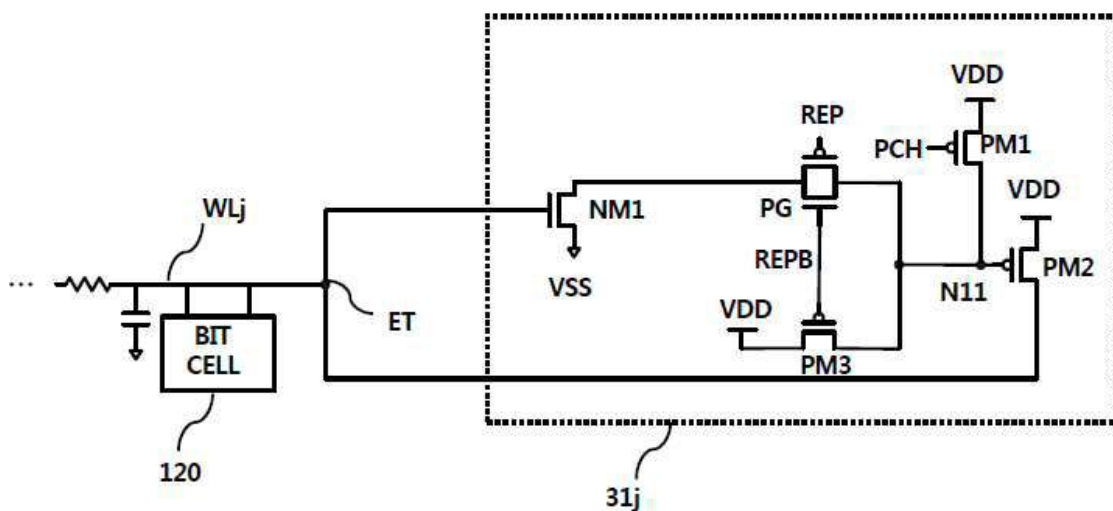 VDD
REP
PCH
PM1
VDD
WLj
NM1
PG
REPB
PM2
N11
VSS
...
ET
VDD
BIT
CELL
PM3
120
31j